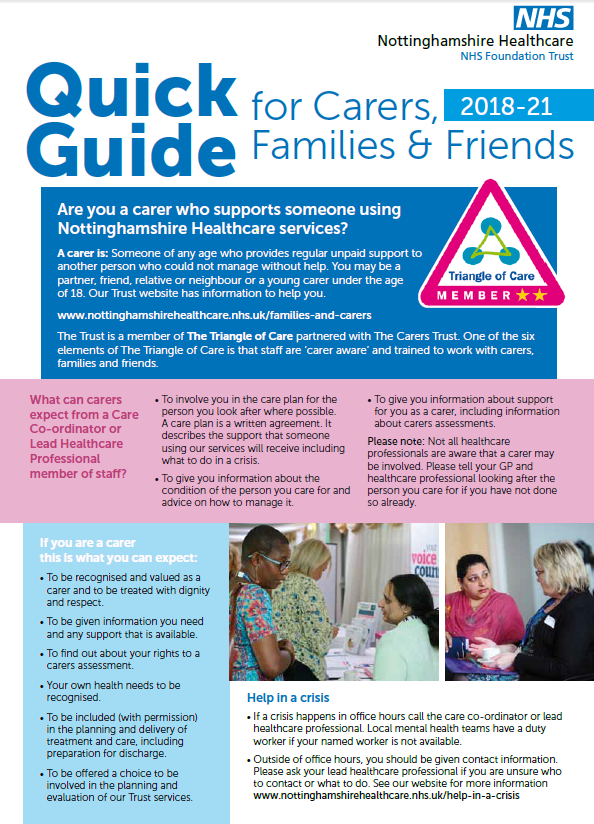 NHS
Nottinghamshire Healthcare
NHS Foundation Trust
Quick
Guide
for Carers,
Families & Friends
2018-21
Are you a carer who supports someone using
Nottinghamshire Healthcare services?
A carer is: Someone of any age who provides regular unpaid support to
another person who could not manage without help. You may be a
partner, friend, relative or neighbour or a young carer under the age
of 18. Our Trust website has information to help you.
www.nottinghamshirehealthcare.nhs.uk/families-and-carers
The Trust is a member of The Triangle of Care partnered with The Carers Trust. One of the six
elements of The Triangle of Care is that staff are 'carer aware' and trained to work with carers,
families and friends.
Triangle of Care
MEMBER
What can carers
expect from a Care
Co-ordinator or
Lead Healthcare
Professional
member of staff?
• To involve you in the care plan for the
person you look after where possible.
A care plan is a written agreement. It
describes the support that someone
using our services will receive including
what to do in a crisis.
• To give you information about the
condition of the person you care for and
advice on how to manage it.
• To give you information about support
for you as a carer, including information
about carers assessments.
Please note: Not all healthcare
professionals are aware that a carer may
be involved. Please tell your GP and
healthcare professional looking after the
person you care for if you have not done
so already.
If you are a carer
this is what you can expect:
• To be recognised and valued as a
carer and to be treated with dignity
and respect.
• To be given information you need
and any support that is available.
• To find out about your rights to a
carers assessment.
• Your own health needs to be
recognised.
• To be included (with permission)
in the planning and delivery of
treatment and care, including
preparation for discharge.
• To be offered a choice to be
involved in the planning and
evaluation of our Trust services.
voice
Help in a crisis
• If a crisis happens in office hours call the care co-ordinator or lead
healthcare professional. Local mental health teams have a duty
worker if your named worker is not available.
• Outside of office hours, you should be given contact information.
Please ask your lead healthcare professional if you are unsure who
to contact or what to do. See our website for more information
www.nottinghamshirehealthcare.nhs.uk/help-in-a-crisis